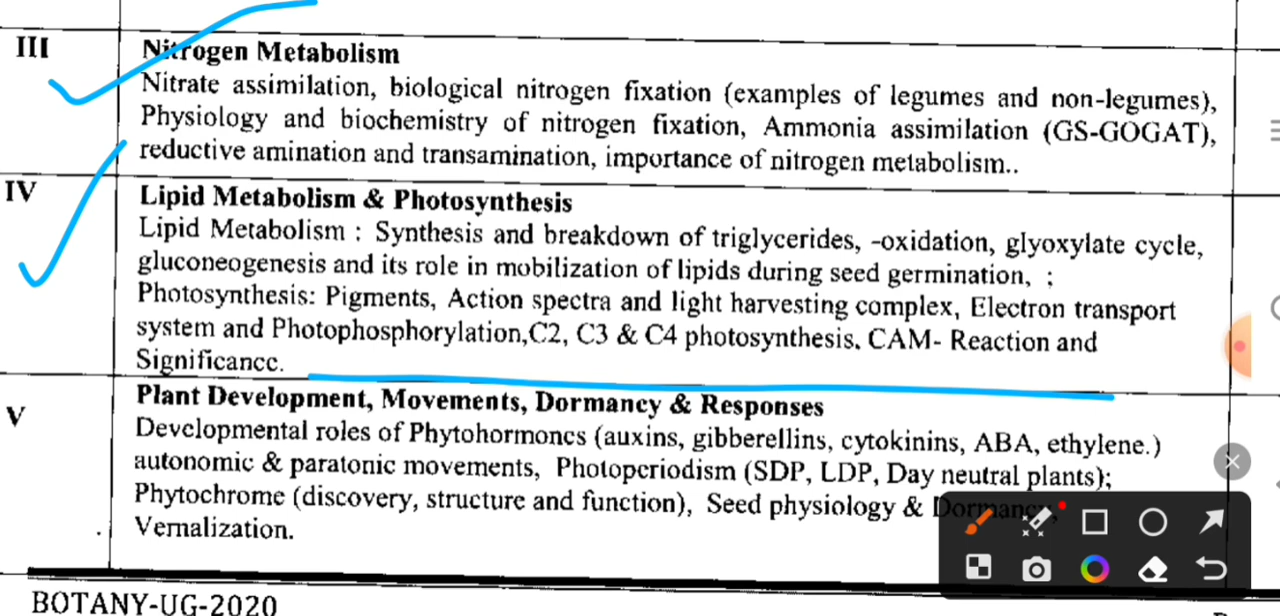 III
Nitrogen Metabolism
Nitrate assimilation, biological nitrogen fixation (examples of legumes and non-legumes),
Physiology and biochemistry of nitrogen fixation, Ammonia assimilation (GS-GOGAT),
reductive amination and transamination, importance of nitrogen metabolism..
IV
Lipid Metabolism & Photosynthesis
Lipid Metabolism : Synthesis and breakdown of triglycerides, -oxidation, glyoxylate cycle,
gluconeogenesis and its role in mobilization of lipids during seed germination, ;
Photosynthesis: Pigments, Action spectra and light harvesting complex, Electron transport
system and Photophosphorylation,C2, C3 & C4 photosynthesis. CAM- Reaction and
Significance.
V
Plant Development, Movements, Dormancy & Responses
Developmental roles of Phytohormones (auxins, gibberellins, cytokinins, ABA, ethylene.)
autonomic & paratonic movements, Photoperiodism (SDP, LDP, Day neutral plants);
Phytochrome (discovery, structure and function), Seed physiology & Dormancy,
Vernalization.
BOTANY-UG-2020